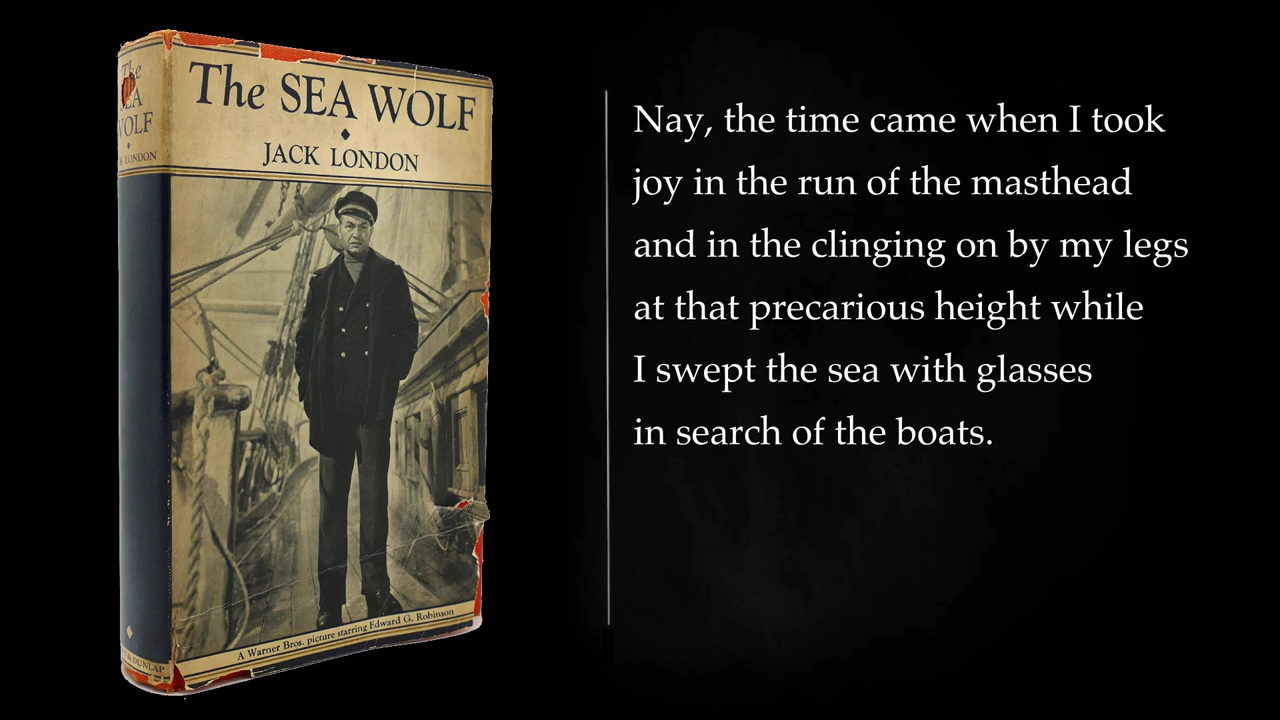 The SEA WOLF
JACK LONDON
A Warner Bros. picture starring Edward G. Robinson
The
SEA
WOLF
LONDON
DUNLAP
Nay, the time came when I took
joy in the run of the masthead
and in the clinging on by my legs
at that precarious height while
I swept the sea with glasses
in search of the boats.